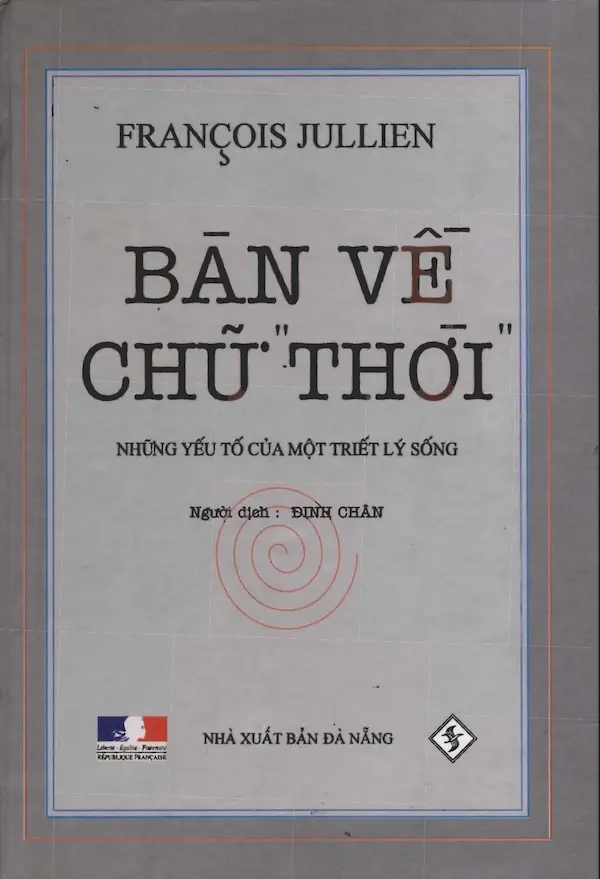 FRANÇOIS JULLIEN
BÀN VỀ
CHỮ "THỜI"
NHỮNG YẾU TỐ CỦA MỘT TRIẾT LÝ SỐNG
Người dịch : ĐINH CHÂN
Liberté · Égalité · Fraternité
RÉPUBLIQUE FRANÇAISE
NHÀ XUẤT BẢN ĐÀ NẴNG